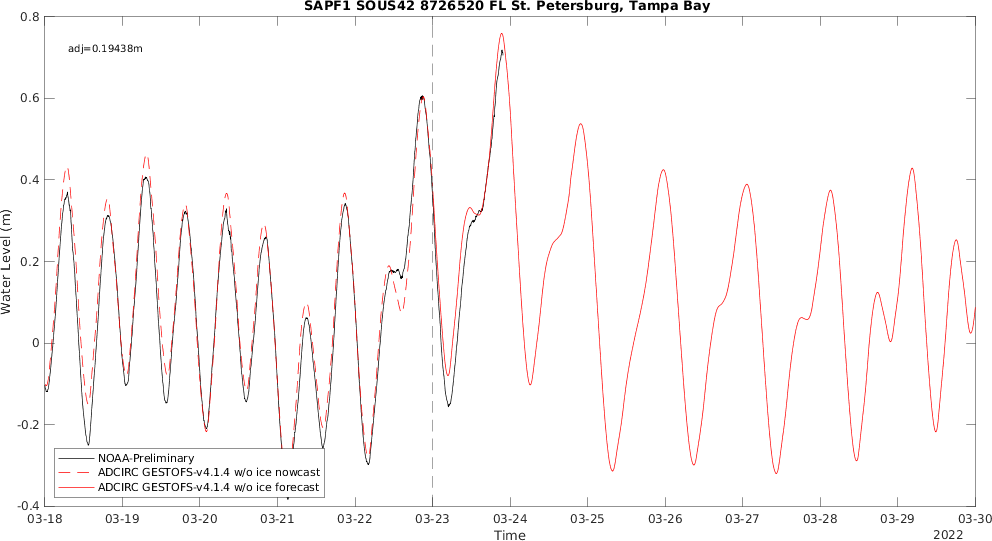 SAPF1 SOUS42 8726520 FL St. Petersburg, Tampa Bay
adj=0.19438m
Water Level (m)
0.8
0.6
0.4
0.2
0
-0.2
-0.4
NOAA-Preliminary
ADCIRC GESTOFS-v4.1.4 w/o ice nowcast
ADCIRC GESTOFS-v4.1.4 w/o ice forecast
03-18 03-19 03-20 03-21 03-22 03-23 03-24 03-25 03-26 03-27 03-28 03-29 03-30
Time
2022